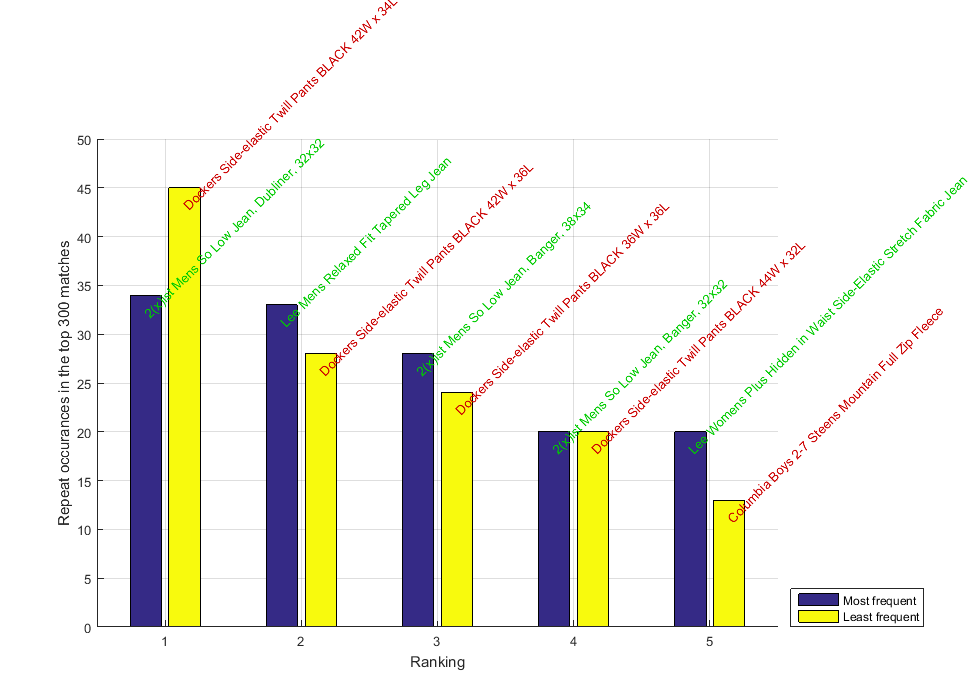 Dockers Side-elastic Twill Pants BLACK 42W x 34L
2(x)ist Mens So Low Jean, Dubliner, 32x32
Lee Mens Relaxed Fit Tapered Leg Jean
Dockers Side-elastic Twill Pants BLACK 42W x 36L
2(x)ist Mens So Low Jean, Banger, 38x34
Dockers Side-elastic Twill Pants BLACK 36W x 36L
2(x)ist Mens So Low Jean, Banger, 32x32
Dockers Side-elastic Twill Pants BLACK 44W x 32L
Lee Womens Plus Hidden in Waist Side-Elastic Stretch Fabric Jean
Columbia Boys 2-7 Steens Mountain Full Zip Fleece
Repeat occurances in the top 300 matches
50
45
40
35
30
25
20
15
10
5
0
1
2
3
4
5
Ranking
Most frequent
Least frequent